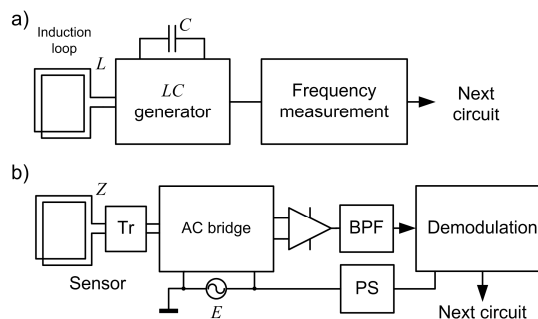 a)
Induction
loop
L
C
LC
generator
Frequency
measurement
Next
circuit
b)
Z
Tr
AC bridge
BPF
Demodulation
Sensor
E
PS
Next circuit